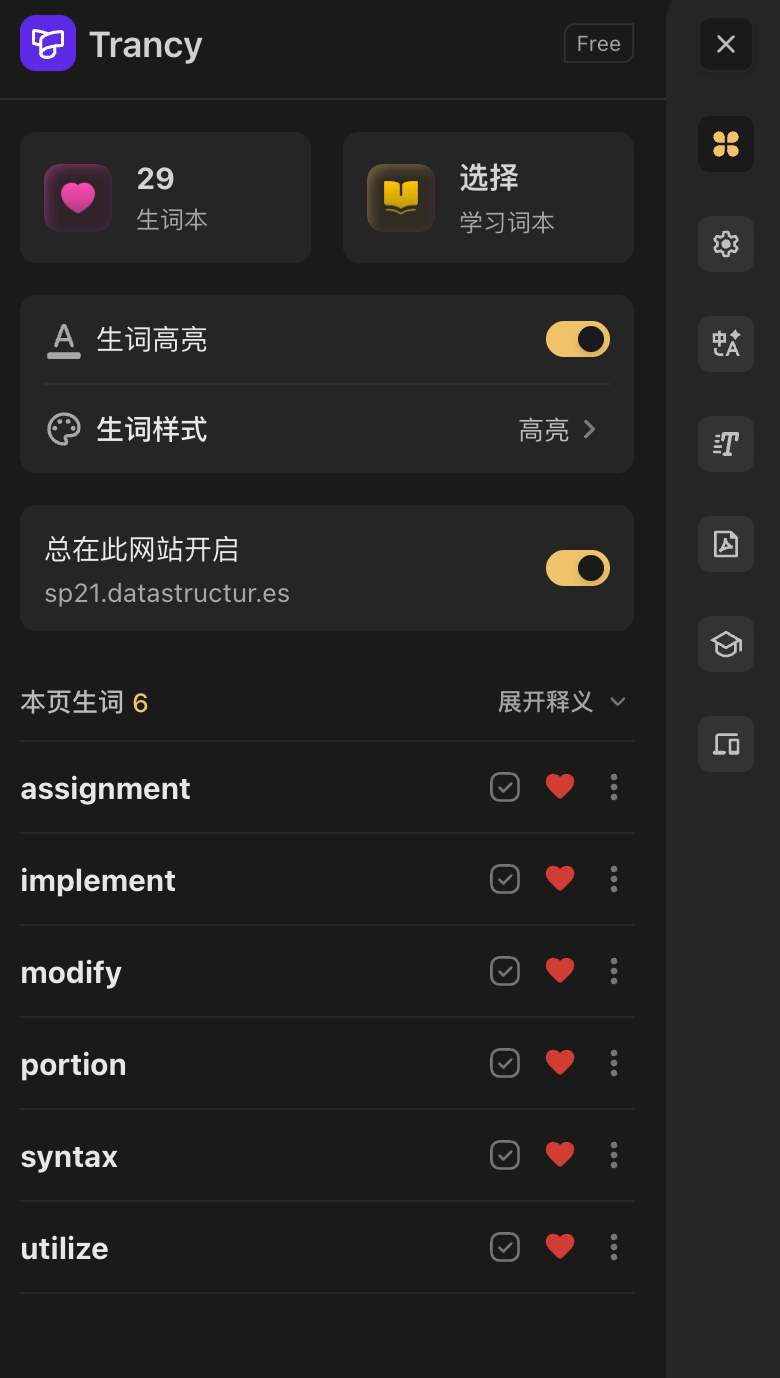 Trancy
Free
29
生词本
选择
学习词本
生词高亮
生词样式
高亮
总在此网站开启
sp21.datastructur.es
本页生词 6
展开释义
assignment
implement
modify
portion
syntax
utilize